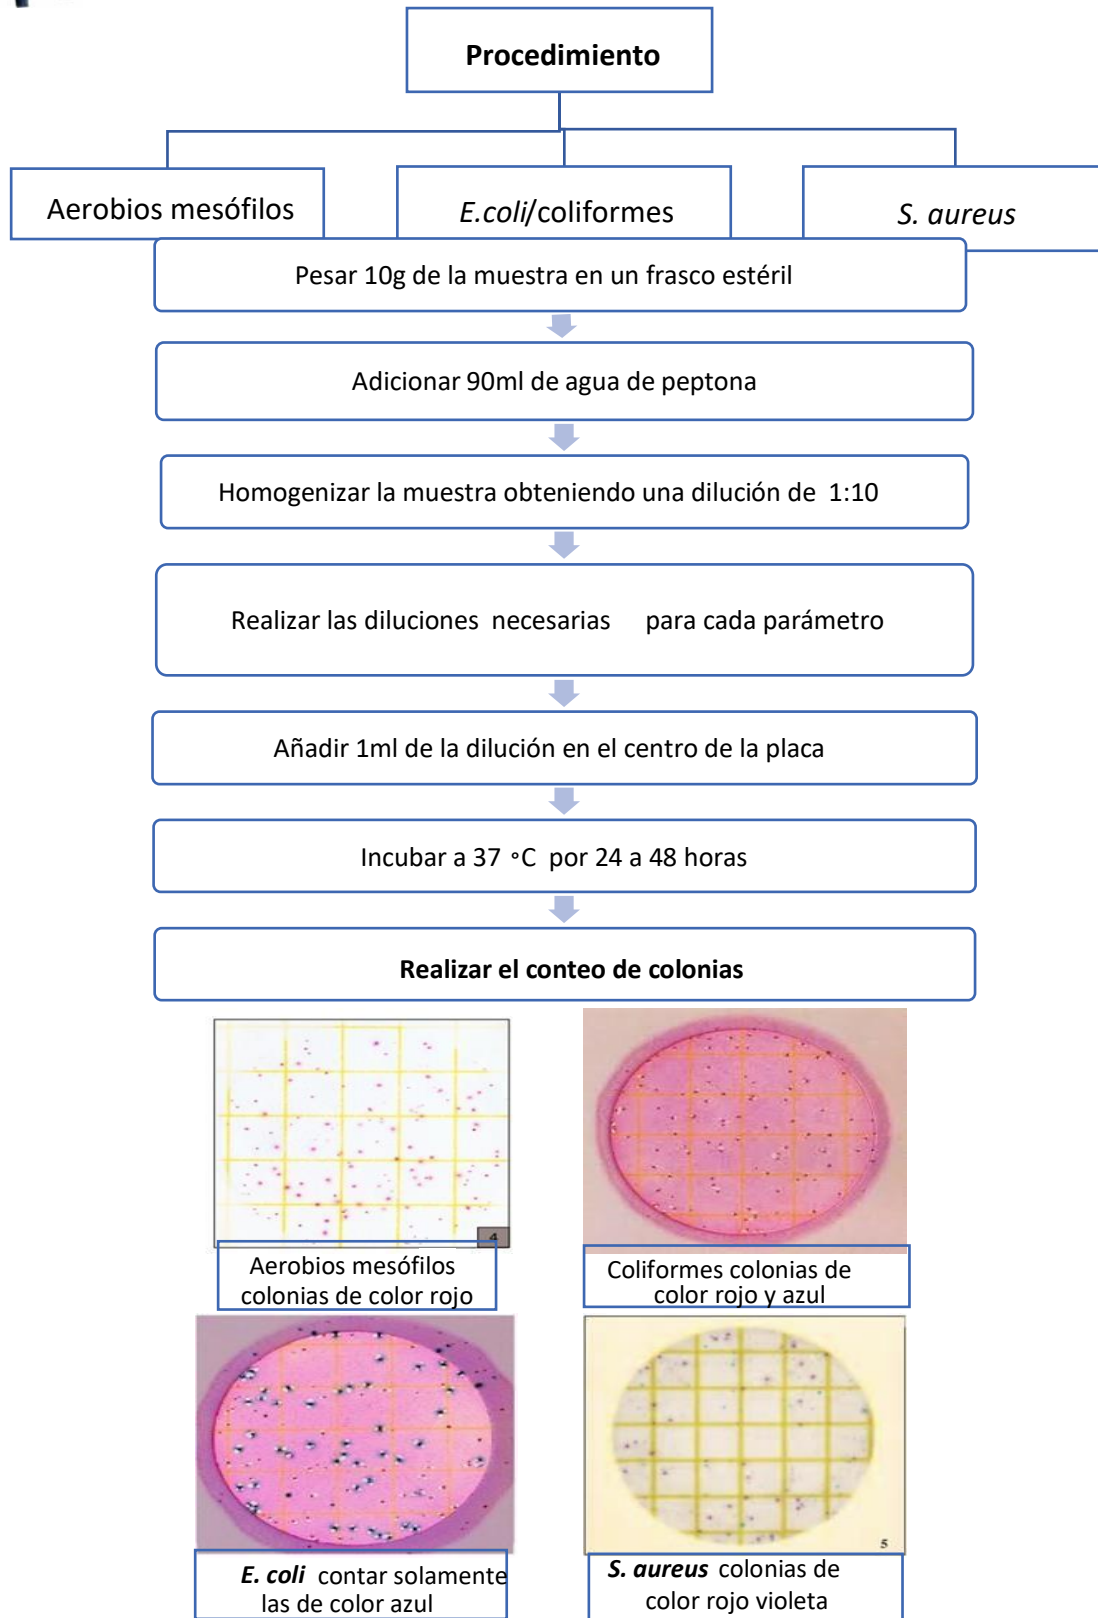 Procedimiento
Aerobios mesófilos
E.coli/coliformes
S. aureus
Pesar 10g de la muestra en un frasco estéril
Adicionar 90ml de agua de peptona
Homogenizar la muestra obteniendo una dilución de 1:10
Realizar las diluciones necesarias para cada parámetro
Añadir 1ml de la dilución en el centro de la placa
Incubar a 37 °C por 24 a 48 horas
Realizar el conteo de colonias
4
Aerobios mesófilos
colonias de color rojo
Coliformes colonias de
color rojo y azul
5
E. coli contar solamente
las de color azul
S. aureus colonias de
color rojo violeta